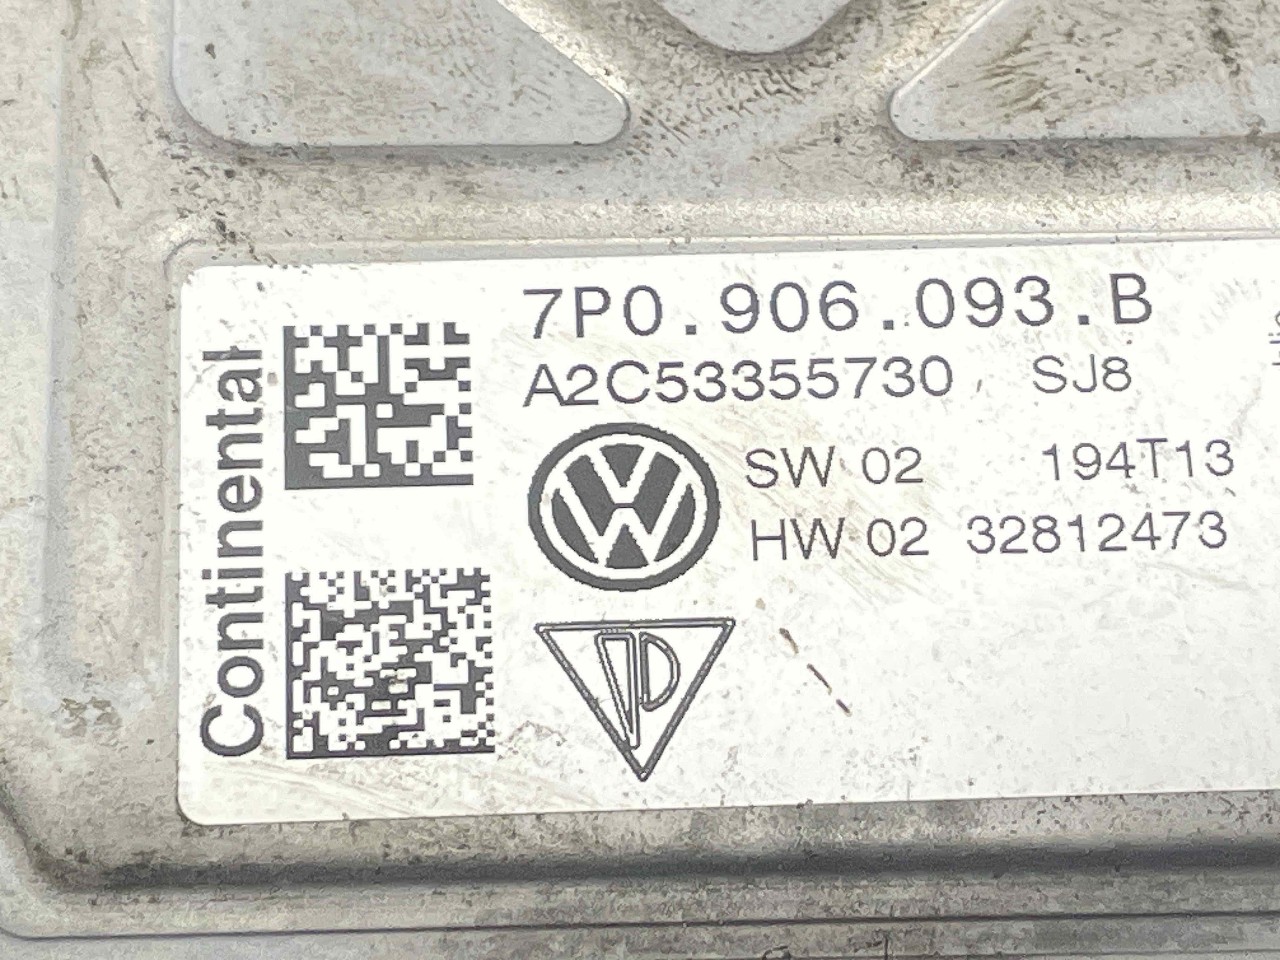 Continental
7P0.906.093.B
A2C53355730 SJ8
SW 02 194T13
HW 02 32812473